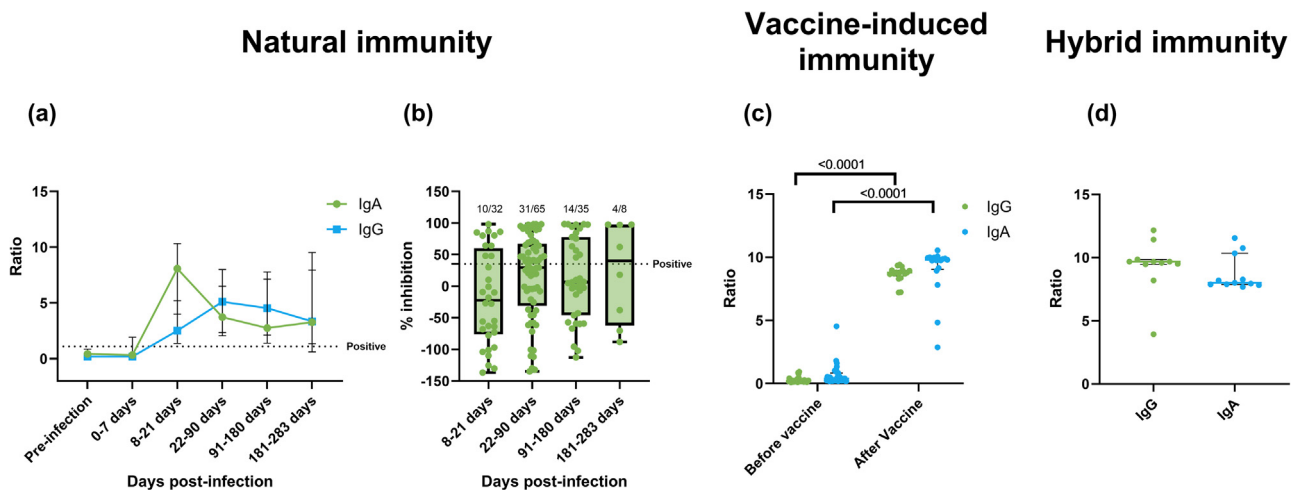 Natural immunity
Vaccine-induced
immunity
Hybrid immunity
(a)
15
10
5
0
Ratio
IgA
IgG
Positive
Pre-infection
0-7 days
8-21 days
22-90 days
91-180 days
181-283 days
Days post-infection
(b)
150
100
50
0
-50
-100
-150
% inhibition
10/32
31/65
14/35
4/8
Positive
8-21 days
22-90 days
91-180 days
181-283 days
Days post-infection
(c)
<0.0001
<0.0001
15
10
5
0
Ratio
IgG
IgA
Before vaccine
After Vaccine
(d)
15
10
5
0
Ratio
IgG
IgA